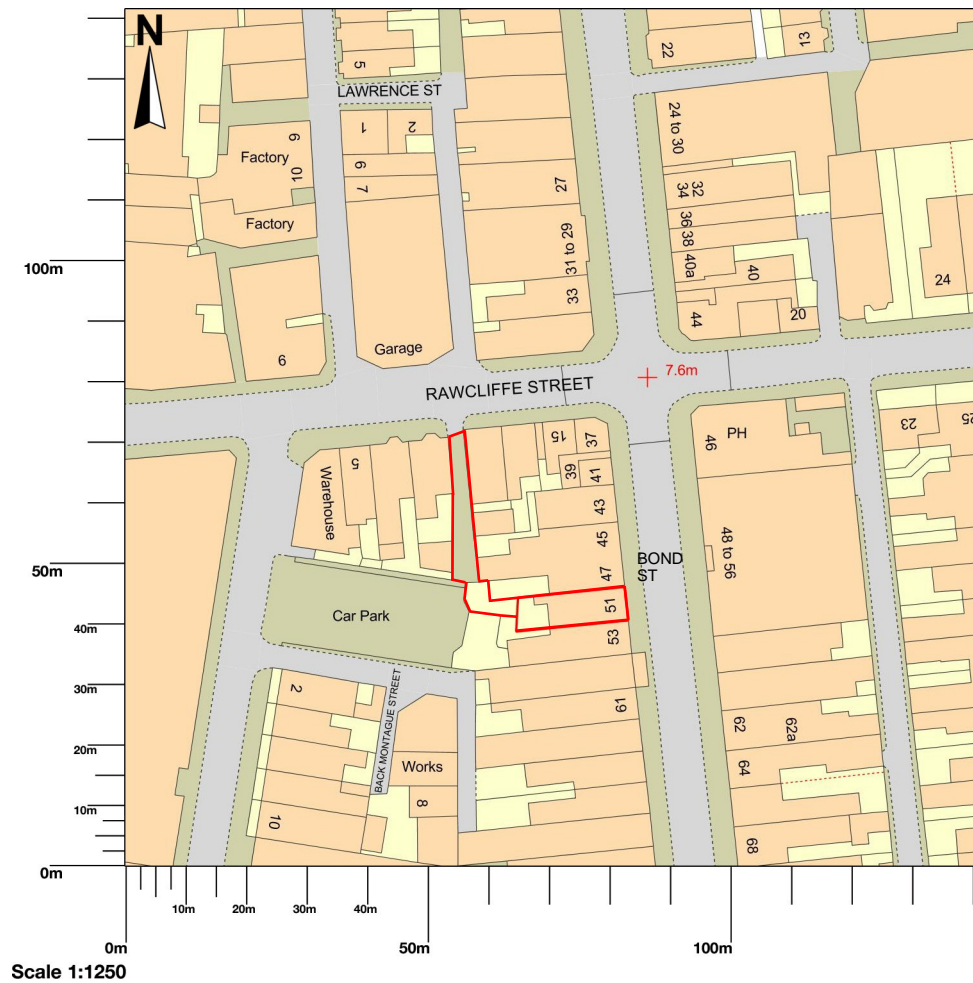 N
22
13
5
LAWRENCE ST
24 to 30
1
2
9
10
Factory
6
7
27
32
34
Factory
36
38
31 to 29
40a
40
24
100m
33
44
20
Garage
6
7.6m
RAWCLIFFE STREET
15
37
PH
46
23
25
5
39
41
Warehouse
43
45
48 to 56
50m
47
BOND
ST
51
Car Park
40m
53
30m
2
61
62
62a
20m
BACK MONTAGUE STREET
64
Works
10m
8
10
68
0m
10m
20m
30m
40m
0m
50m
100m
Scale 1:1250